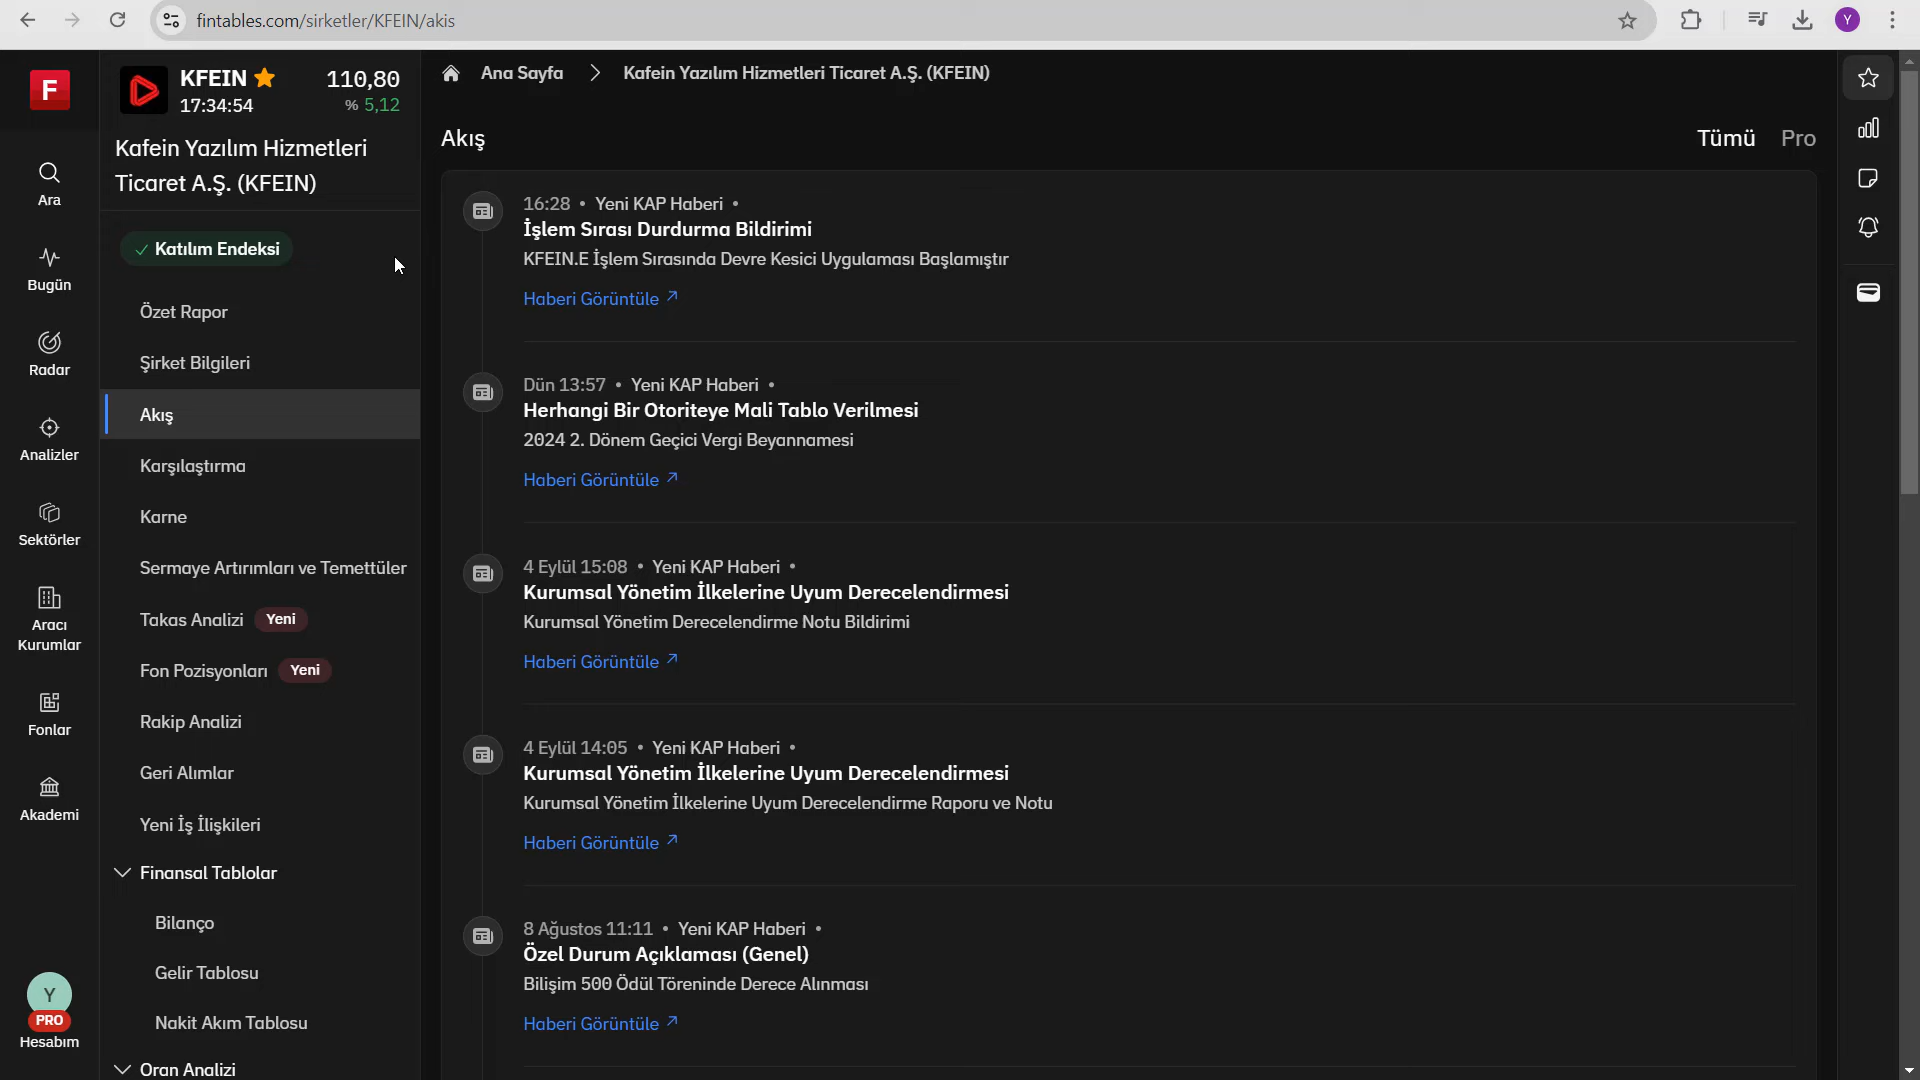 fintables.com/sirketler/KFEIN/akis
Y
F
KFEIN
110,80
17:34:54
% 5,12
Kafein Yazılım Hizmetleri
Ticaret A.Ş. (KFEIN)
Ara
Bugün
Radar
Analizler
Sektörler
Aracı
Kurumlar
Fonlar
Akademi
Y
PRO
Hesabım
Katılım Endeksi
Özet Rapor
Şirket Bilgileri
Akış
Karşılaştırma
Karne
Sermaye Artırımları ve Temettüler
Takas Analizi Yeni
Fon Pozisyonları Yeni
Rakip Analizi
Geri Alımlar
Yeni İş İlişkileri
Finansal Tablolar
Bilanço
Gelir Tablosu
Nakit Akım Tablosu
Oran Analizi
Ana Sayfa > Kafein Yazılım Hizmetleri Ticaret A.Ş. (KFEIN)
Akış
Tümü Pro
16:28 • Yeni KAP Haberi •
İşlem Sırası Durdurma Bildirimi
KFEIN.E İşlem Sırasında Devre Kesici Uygulaması Başlamıştır
Haberi Görüntüle
Dün 13:57 • Yeni KAP Haberi •
Herhangi Bir Otoriteye Mali Tablo Verilmesi
2024 2. Dönem Geçici Vergi Beyannamesi
Haberi Görüntüle
4 Eylül 15:08 • Yeni KAP Haberi •
Kurumsal Yönetim İlkelerine Uyum Derecelendirmesi
Kurumsal Yönetim Derecelendirme Notu Bildirimi
Haberi Görüntüle
4 Eylül 14:05 • Yeni KAP Haberi •
Kurumsal Yönetim İlkelerine Uyum Derecelendirmesi
Kurumsal Yönetim İlkelerine Uyum Derecelendirme Raporu ve Notu
Haberi Görüntüle
8 Ağustos 11:11 • Yeni KAP Haberi •
Özel Durum Açıklaması (Genel)
Bilişim 500 Ödül Töreninde Derece Alınması
Haberi Görüntüle